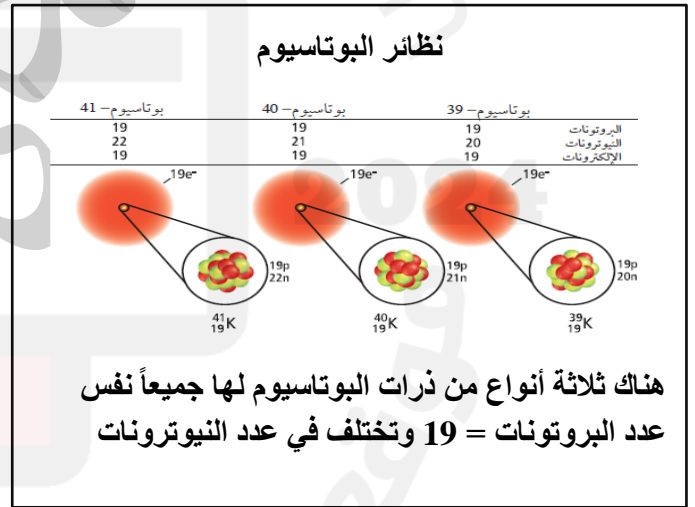 نظائر البوتاسيوم
بوتاسيوم– 39 بوتاسيوم– 40 بوتاسيوم– 41
البروتونات 19 19 19
النيوترونات 20 21 22
الإلكترونات 19 19 19
19e⁻ 19e⁻ 19e⁻
19p 19p 19p
20n 21n 22n
³⁹₁₉K ⁴⁰₁₉K ⁴¹₁₉K
2024
هناك ثلاثة أنواع من ذرات البوتاسيوم لها جميعاً نفس
عدد البروتونات = 19 وتختلف في عدد النيوترونات